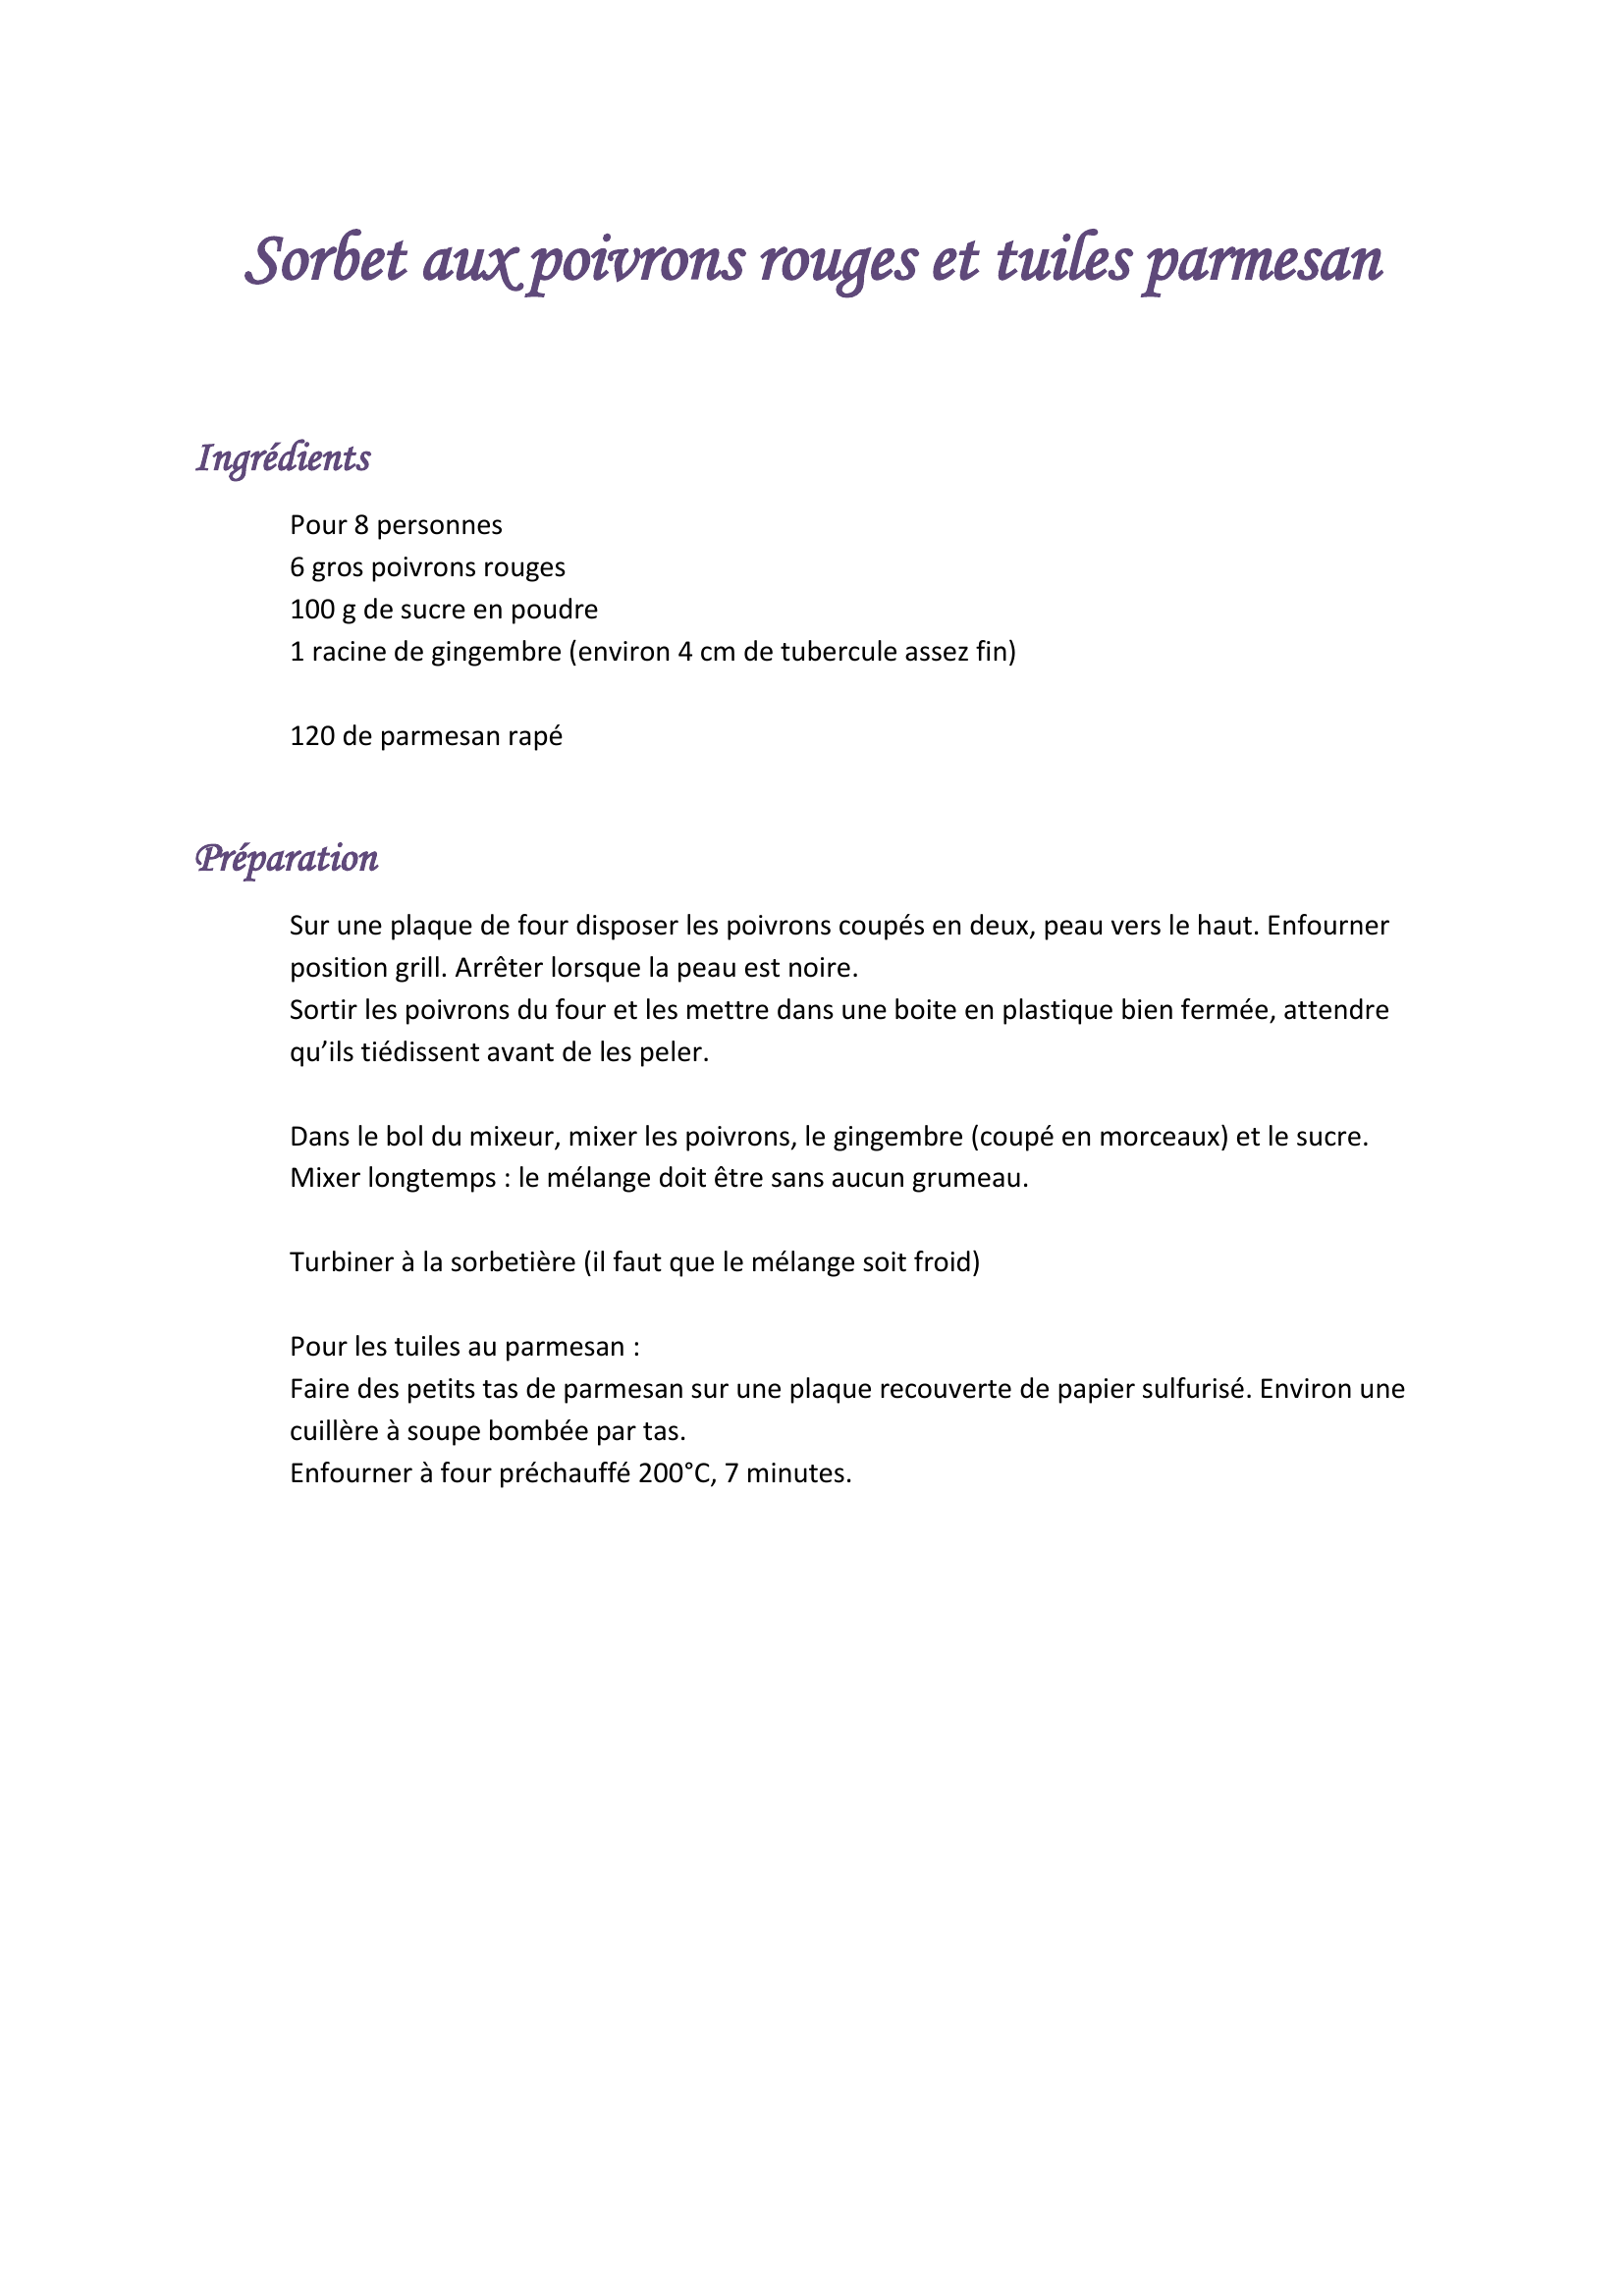 Sorbet aux poivrons rouges et tuiles parmesan
Ingrédients
Pour 8 personnes
6 gros poivrons rouges
100 g de sucre en poudre
1 racine de gingembre (environ 4 cm de tubercule assez fin)
120 de parmesan rapé
Préparation
Sur une plaque de four disposer les poivrons coupés en deux, peau vers le haut. Enfourner
position grill. Arrêter lorsque la peau est noire.
Sortir les poivrons du four et les mettre dans une boite en plastique bien fermée, attendre
qu’ils tiédissent avant de les peler.
Dans le bol du mixeur, mixer les poivrons, le gingembre (coupé en morceaux) et le sucre.
Mixer longtemps : le mélange doit être sans aucun grumeau.
Turbiner à la sorbetière (il faut que le mélange soit froid)
Pour les tuiles au parmesan :
Faire des petits tas de parmesan sur une plaque recouverte de papier sulfurisé. Environ une
cuillère à soupe bombée par tas.
Enfourner à four préchauffé 200°C, 7 minutes.